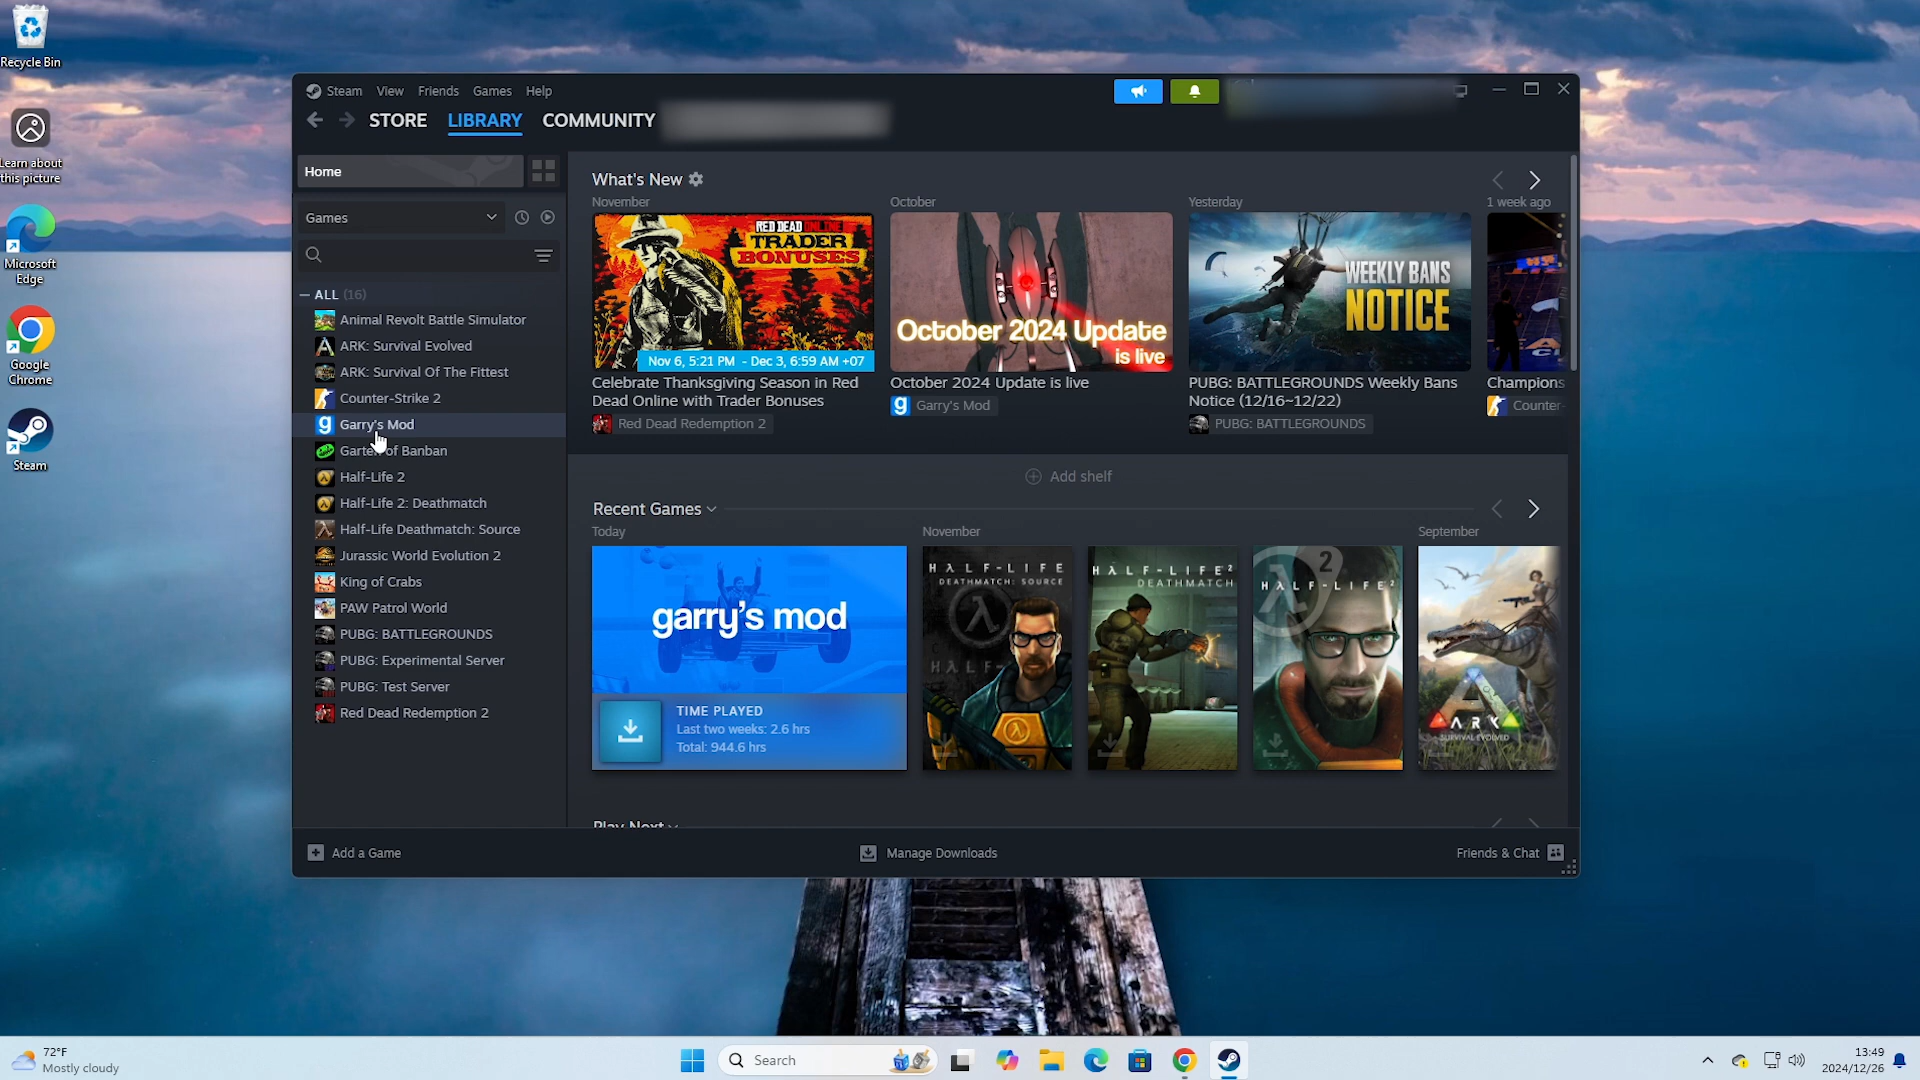 Recycle Bin
Learn about
this picture
Microsoft
Edge
Google
Chrome
Steam
Steam View Friends Games Help
STORE LIBRARY COMMUNITY
Home
Games
ALL (16)
Animal Revolt Battle Simulator
ARK: Survival Evolved
ARK: Survival Of The Fittest
Counter-Strike 2
Garry's Mod
Garten of Banban
Half-Life 2
Half-Life 2: Deathmatch
Half-Life Deathmatch: Source
Jurassic World Evolution 2
King of Crabs
PAW Patrol World
PUBG: BATTLEGROUNDS
PUBG: Experimental Server
PUBG: Test Server
Red Dead Redemption 2
What's New
November
RED DEAD ONLINE
TRADER
BONUSES
Nov 6, 5:21 PM - Dec 3, 6:59 AM +07
Celebrate Thanksgiving Season in Red
Dead Online with Trader Bonuses
Red Dead Redemption 2
October
October 2024 Update
is live
October 2024 Update is live
Garry's Mod
Yesterday
WEEKLY BANS
NOTICE
PUBG: BATTLEGROUNDS Weekly Bans
Notice (12/16~12/22)
PUBG: BATTLEGROUNDS
1 week ago
Champions
Counter-
Add shelf
Recent Games
Today
garry's mod
TIME PLAYED
Last two weeks: 2.6 hrs
Total: 944.6 hrs
November
HALF-LIFE
DEATHMATCH: SOURCE
HALF-LIFE 2
DEATHMATCH
HALF-LIFE 2
September
ARK
SURVIVAL EVOLVED
Play Next
Add a Game
Manage Downloads
Friends & Chat
72°F
Mostly cloudy
Search
13:49
2024/12/26